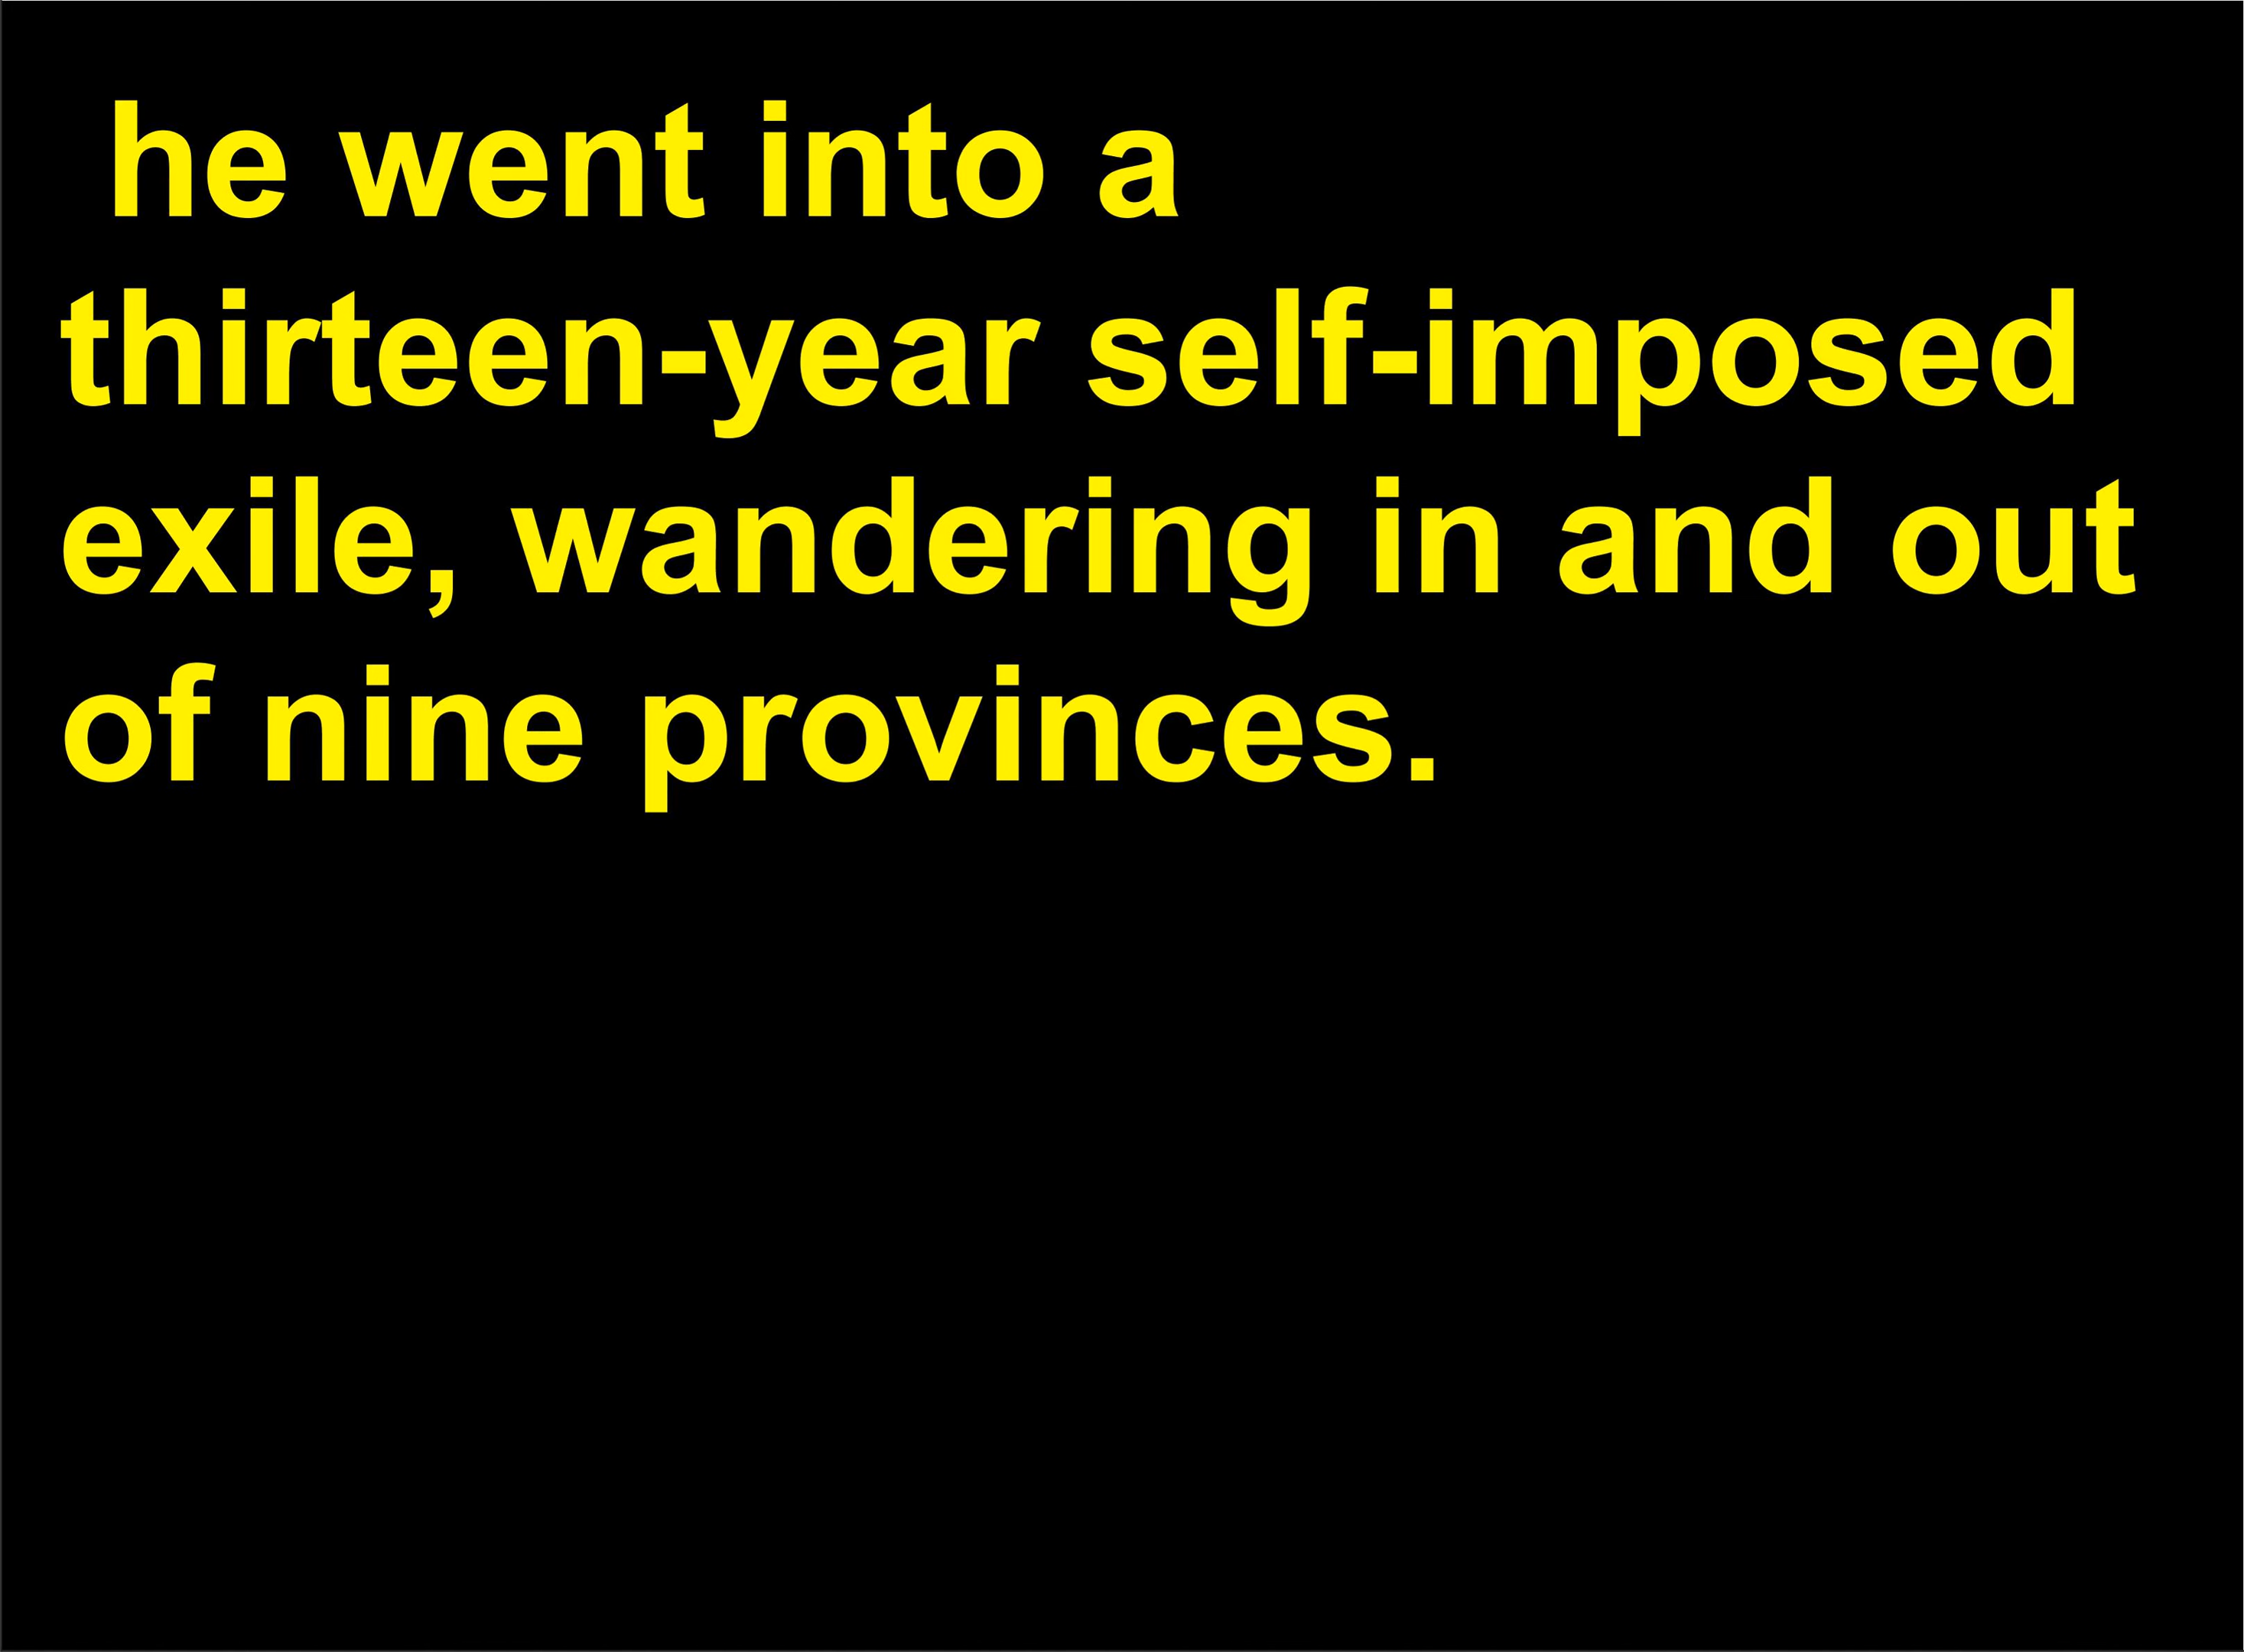 he went into a
thirteen-year self-imposed
exile, wandering in and out
of nine provinces.